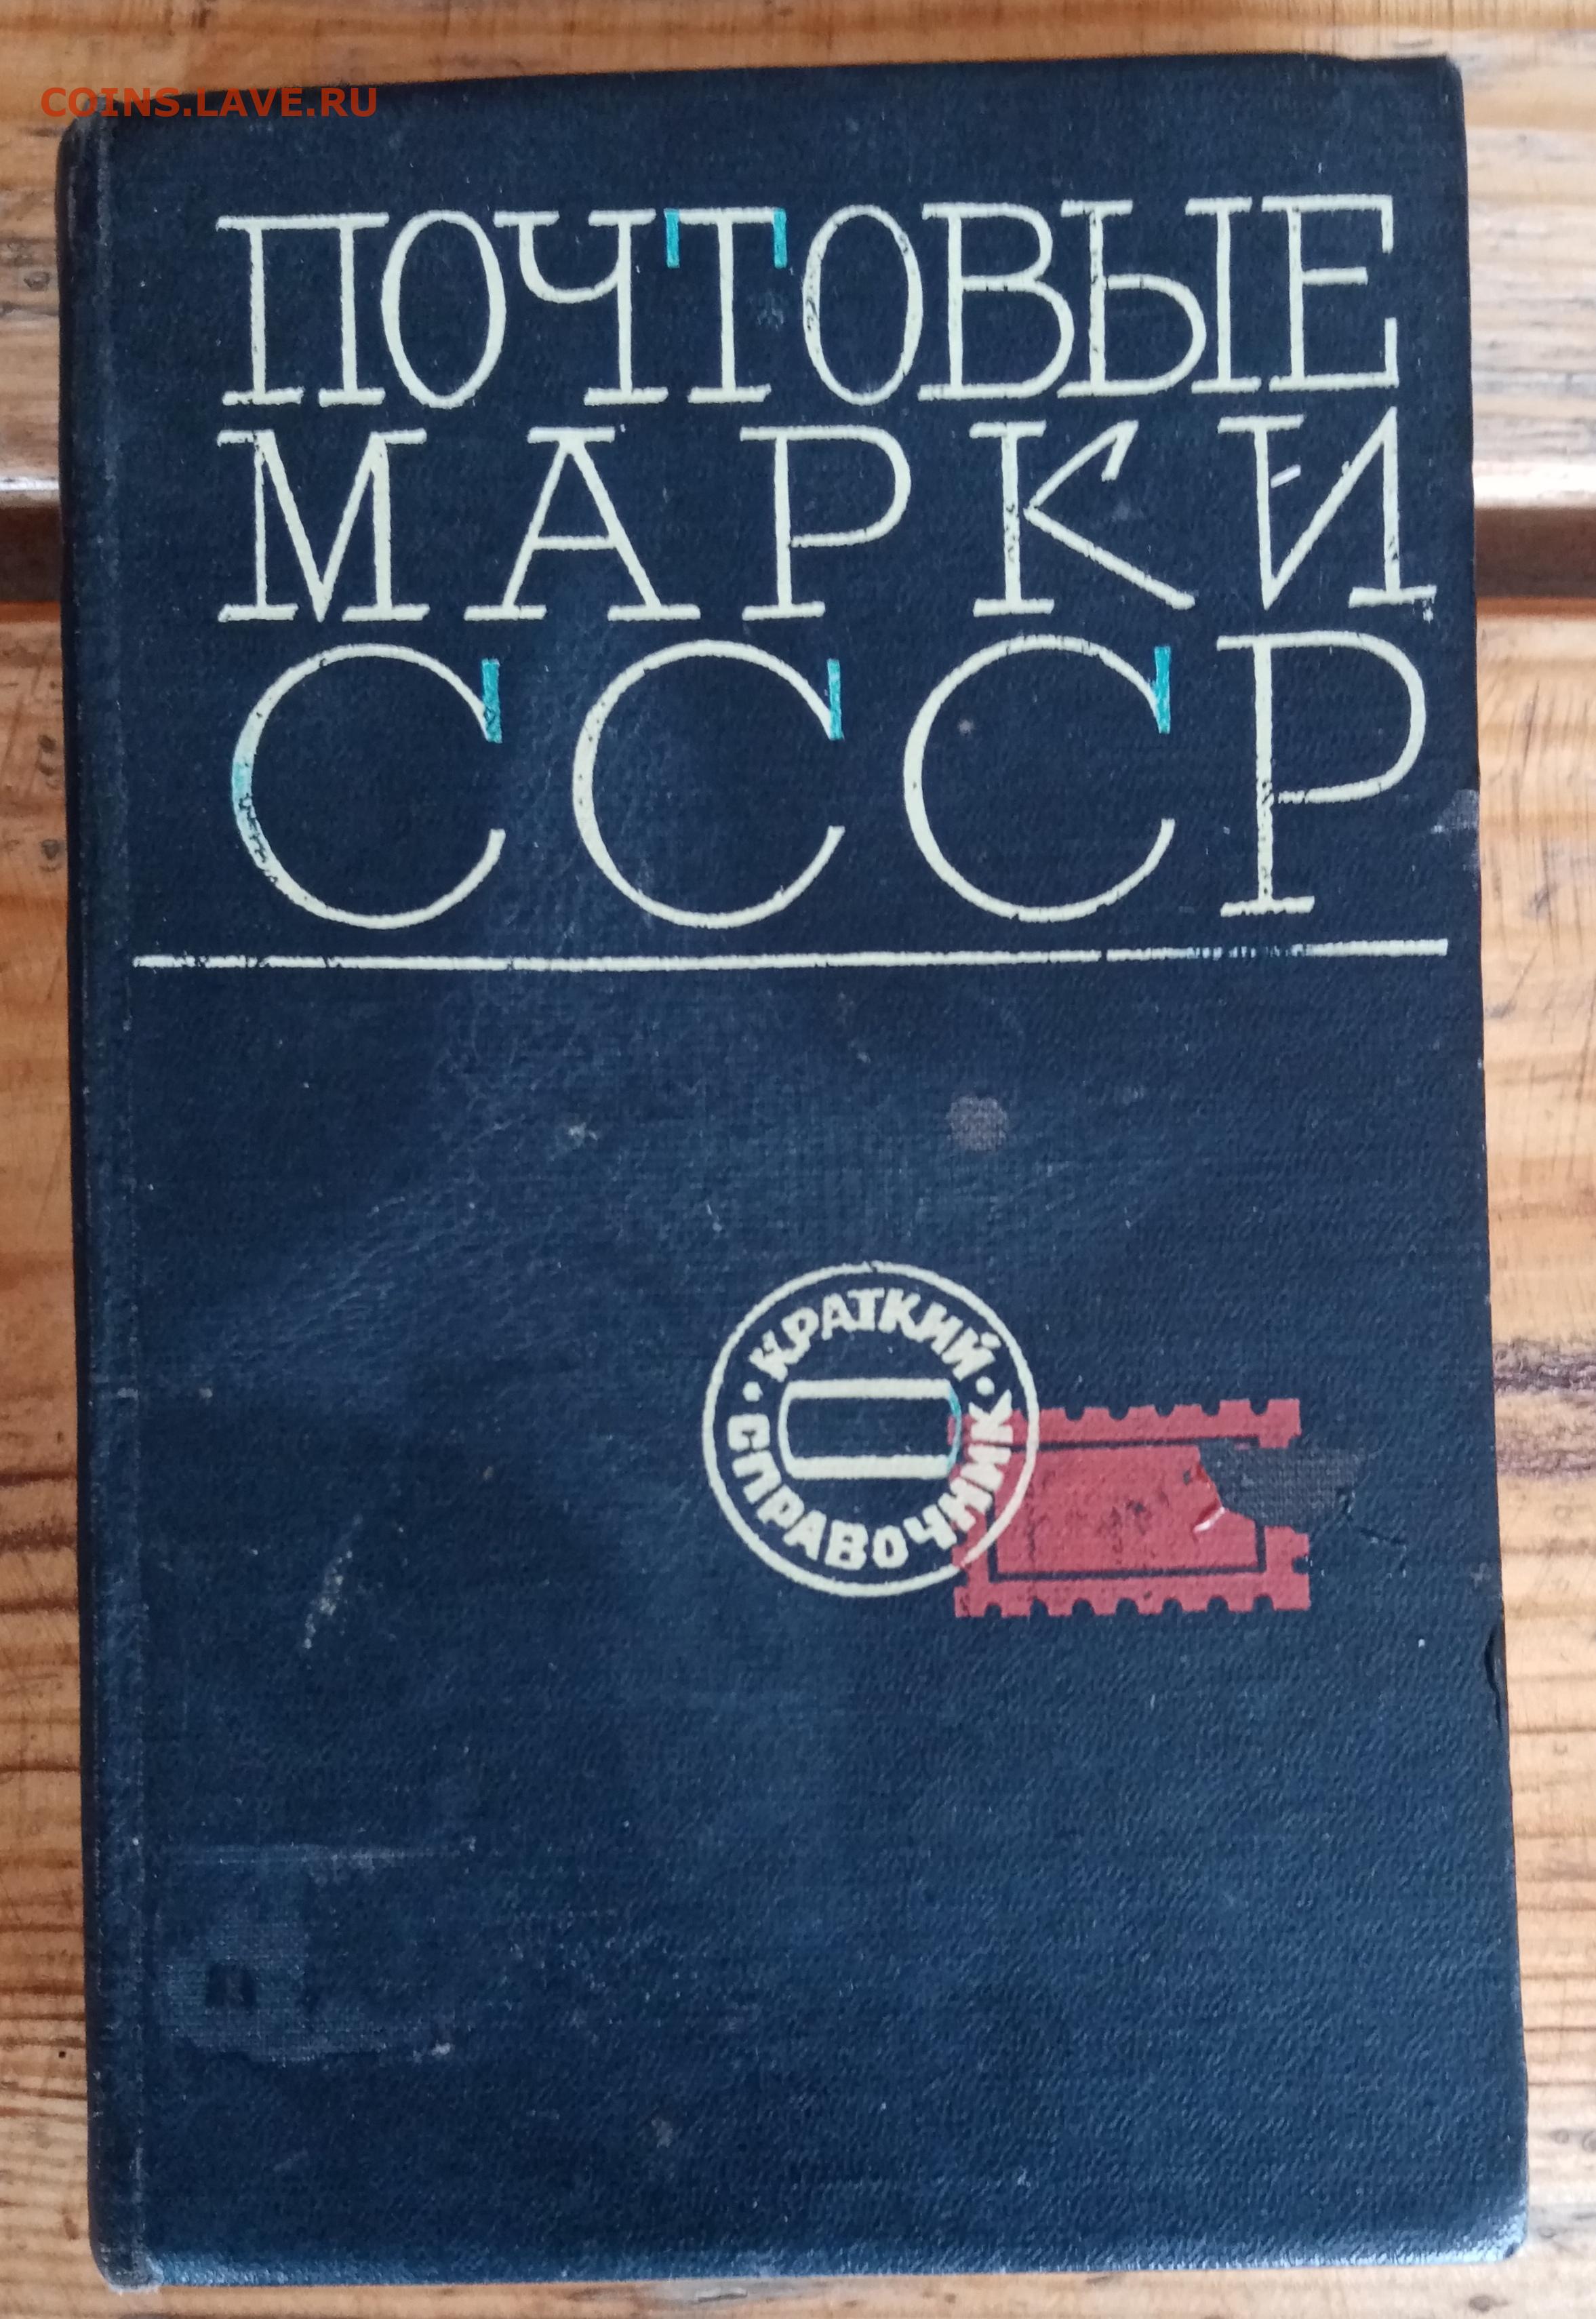 COINS.LAVE.RU
ПОЧТОВЫЕ
МАРКИ
СССР
• КРАТКИЙ •
СПРАВОЧНИК